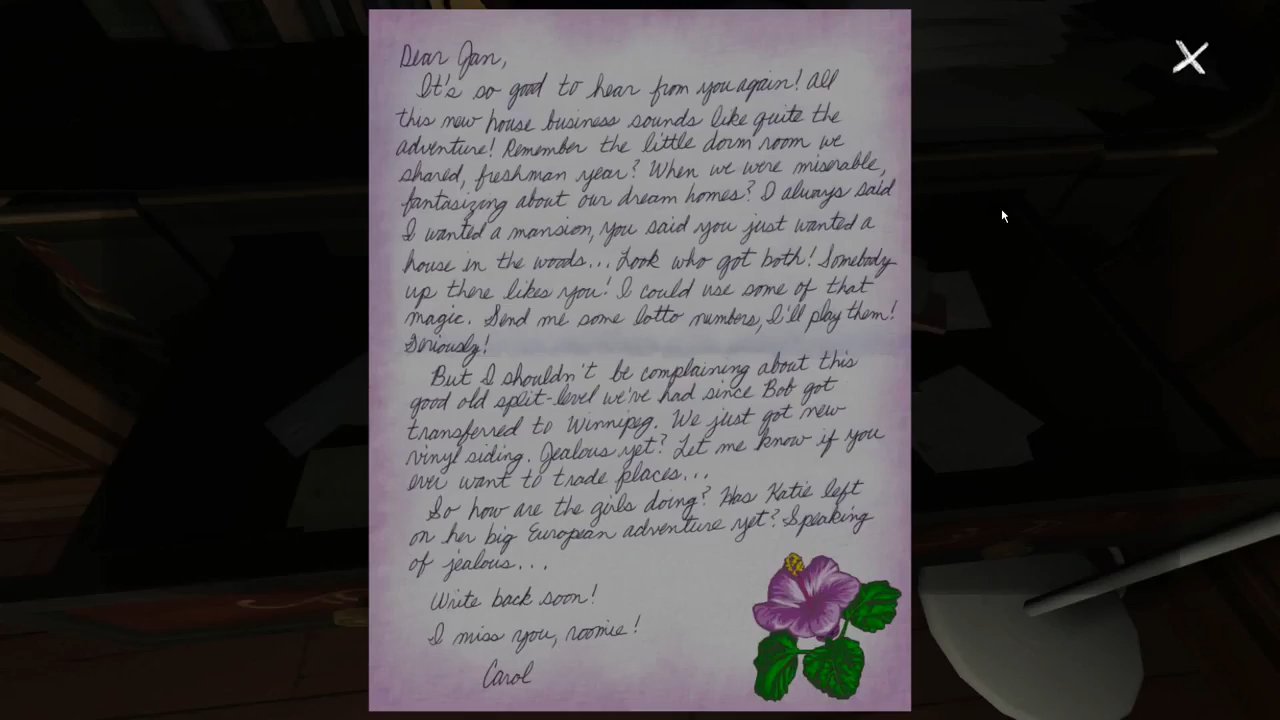 Dear Jan,
It's so good to hear from you again! All
this new house business sounds like quite the
adventure! Remember the little dorm room we
shared, freshman year? When we were miserable,
fantasizing about our dream homes? I always said
I wanted a mansion, you said you just wanted a
house in the woods... Look who got both! Somebody
up there likes you! I could use some of that
magic. Send me some lotto numbers, I'll play them!
Seriously!
But I shouldn't be complaining about this
good old split-level we've had since Bob got
transferred to Winnipeg. We just got new
vinyl siding. Jealous yet? Let me know if you
ever want to trade places...
So how are the girls doing? Has Katie left
on her big European adventure yet? Speaking
of jealous...
Write back soon!
I miss you, roomie!
Carol